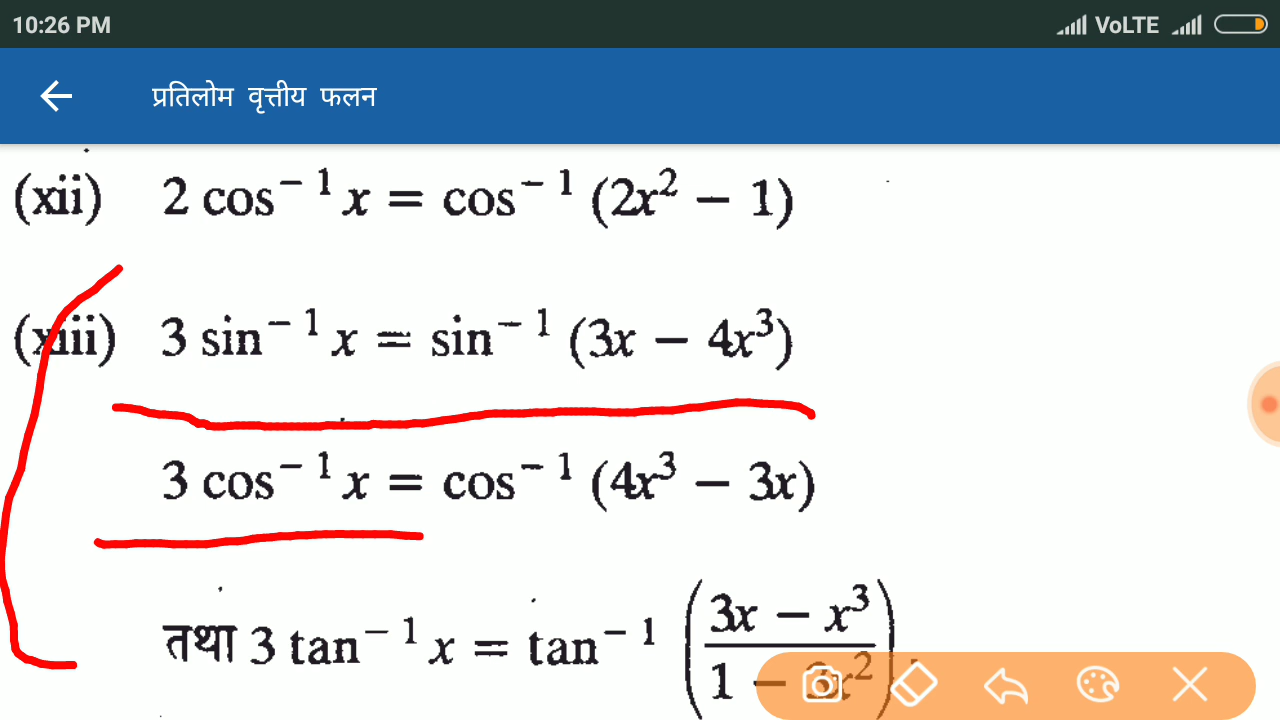 10:26 PM VoLTE
प्रतिलोम वृत्तीय फलन
(xii) 2 cos⁻¹ x = cos⁻¹ (2x² − 1)
(xiii) 3 sin⁻¹ x = sin⁻¹ (3x − 4x³)
3 cos⁻¹ x = cos⁻¹ (4x³ − 3x)
तथा 3 tan⁻¹ x = tan⁻¹ (3x − x³ / 1 − 3x²).